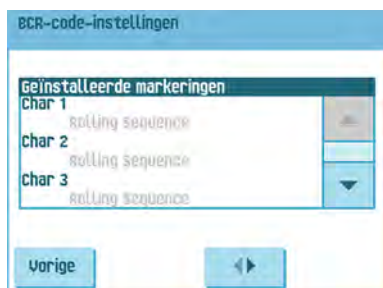 BCR-code-instellingen
Geïnstalleerde markeringen
Char 1
Rolling sequence
Char 2
Rolling sequence
Char 3
Rolling sequence
Vorige